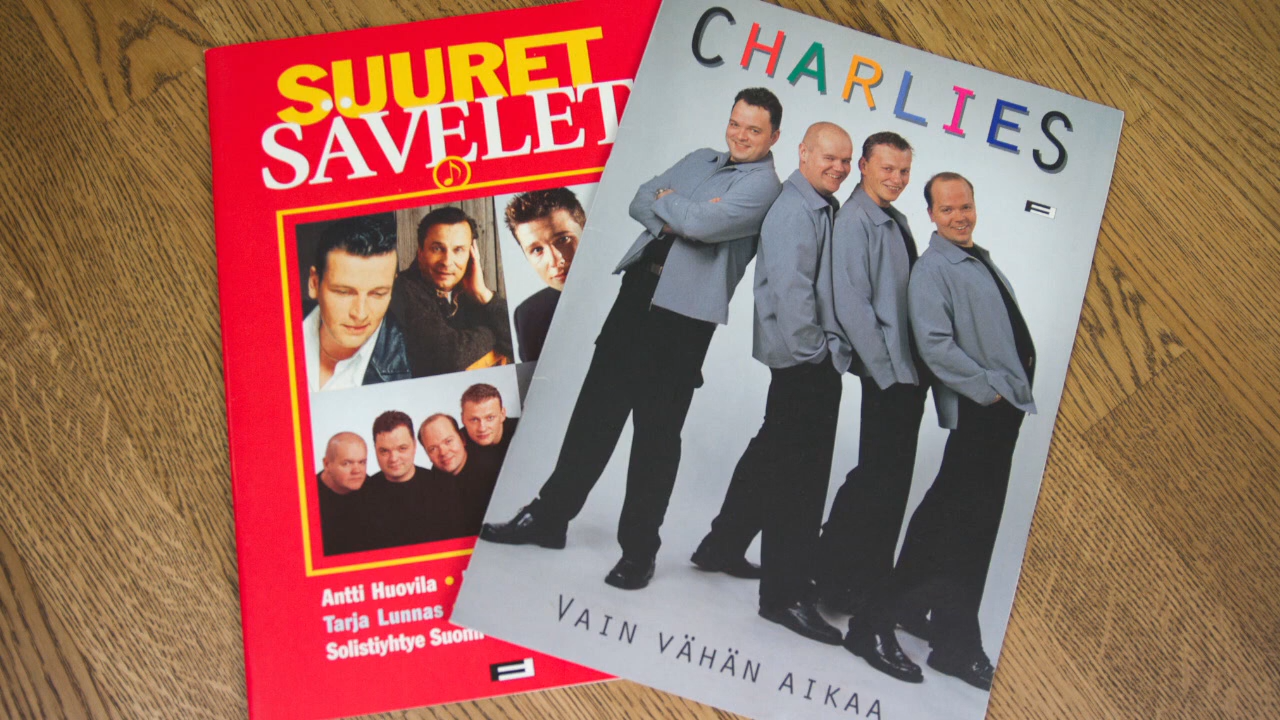 SUURET
SÄVELET
Antti Huovila •
Tarja Lunnas
Solistiyhtye Suomi
CHARLIES
VAIN VÄHÄN AIKAA